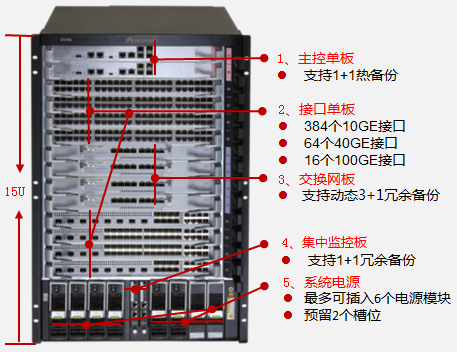 15U
1、主控单板
支持1+1热备份
2、接口单板
384个10GE接口
64个40GE接口
16个100GE接口
3、交换网板
支持动态3+1冗余备份
4、集中监控板
支持1+1冗余备份
5、系统电源
最多可插入6个电源模块
预留2个槽位